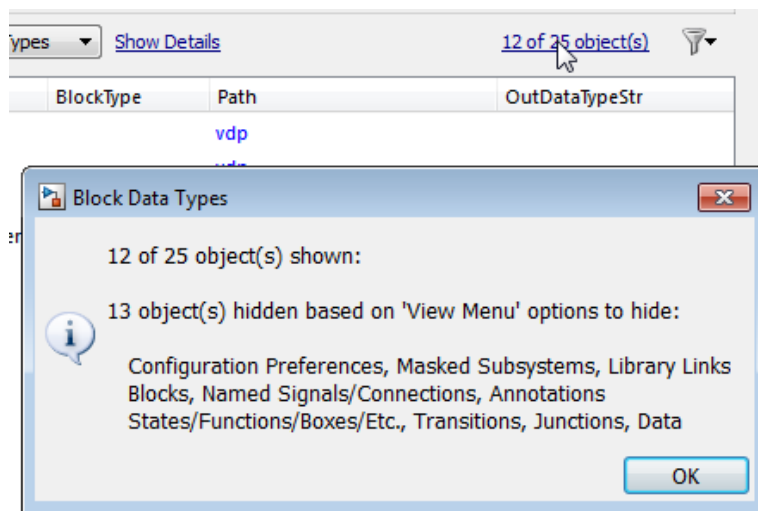 Types Show Details 12 of 25 object(s)
BlockType Path OutDataTypeStr
vdp
vdp
Block Data Types
12 of 25 object(s) shown:
13 object(s) hidden based on 'View Menu' options to hide:
Configuration Preferences, Masked Subsystems, Library Links
Blocks, Named Signals/Connections, Annotations
States/Functions/Boxes/Etc., Transitions, Junctions, Data
OK